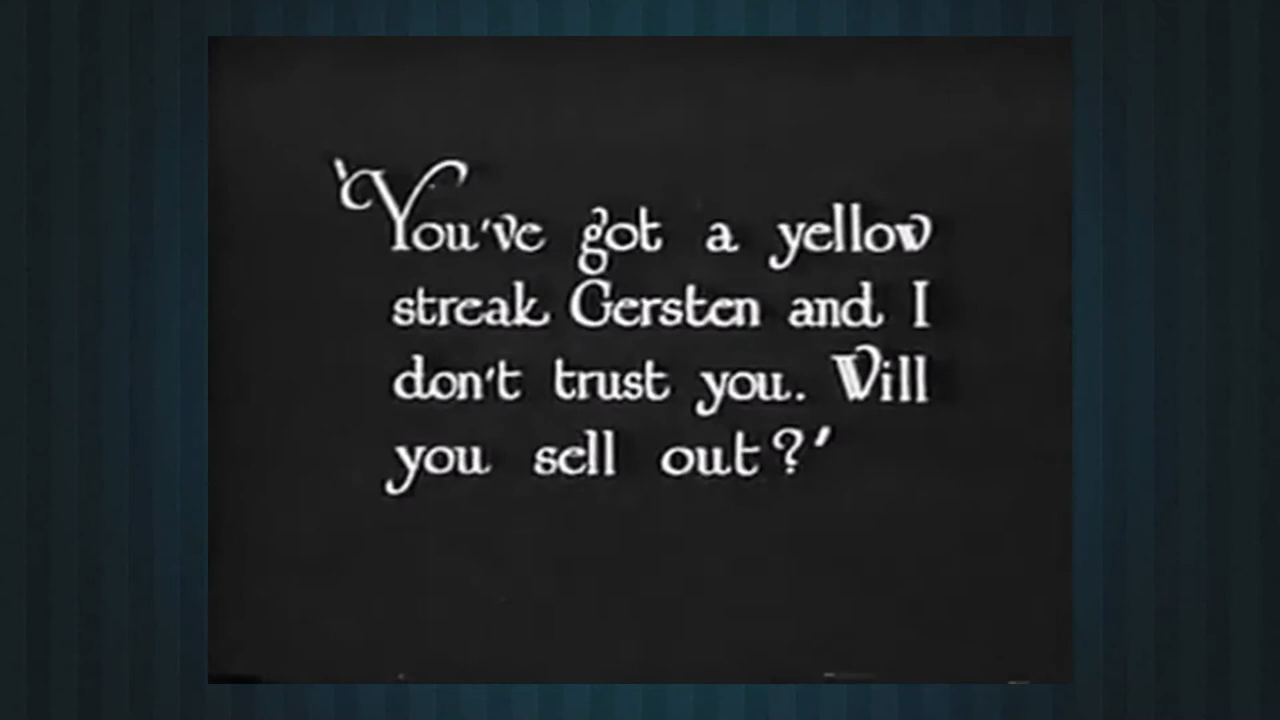 'You've got a yellow
streak Gersten and I
don't trust you. Will
you sell out?'